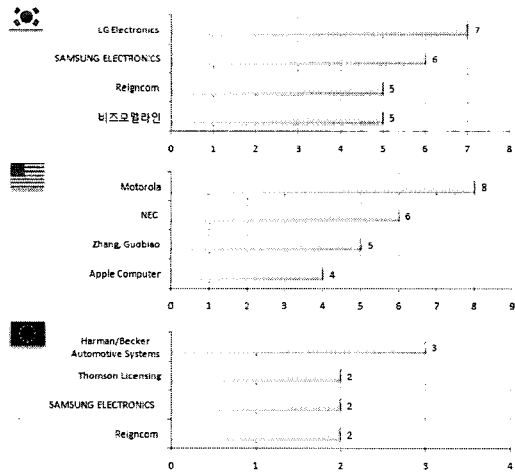 LG Electronics 7
SAMSUNG ELECTRONICS 6
Reigncom 5
비즈모델라인 5
0 1 2 3 4 5 6 7 8
Motorola 8
NEC 6
Zhang, Guobiao 5
Apple Computer 4
0 1 2 3 4 5 6 7 8 9
Harman/Becker
Automotive Systems 3
Thomson Licensing 2
SAMSUNG ELECTRONICS 2
Reigncom 2
0 1 2 3 4